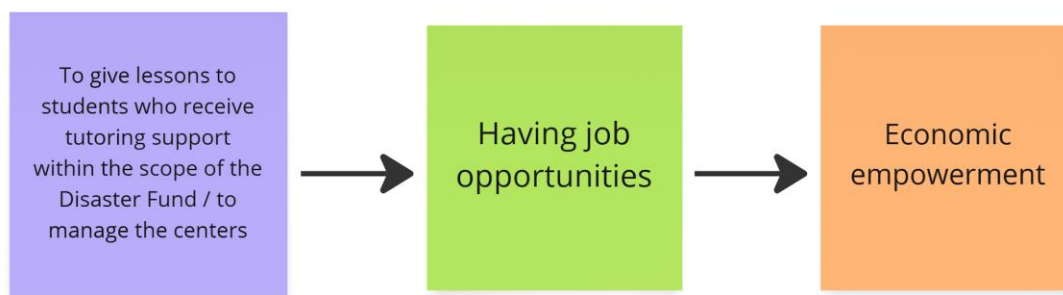 To give lessons to
students who receive
tutoring support
within the scope of the
Disaster Fund / to
manage the centers
Having job
opportunities
Economic
empowerment